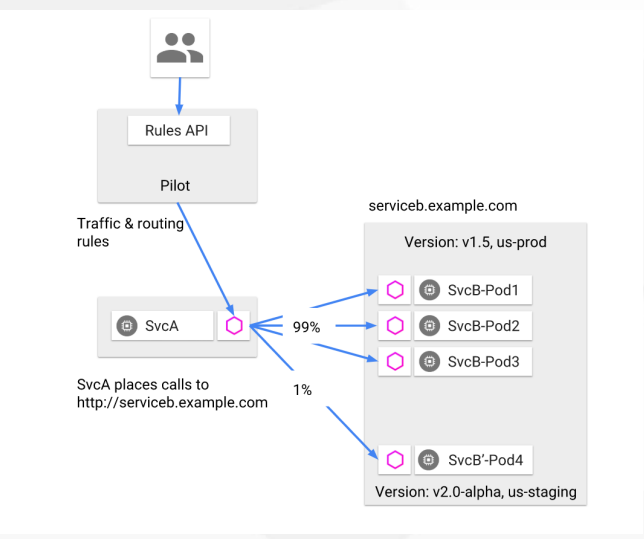 Rules API
Pilot
Traffic & routing
rules
serviceb.example.com
Version: v1.5, us-prod
SvcB-Pod1
SvcA
99%
SvcB-Pod2
SvcB-Pod3
SvcA places calls to
http://serviceb.example.com
1%
SvcB’-Pod4
Version: v2.0-alpha, us-staging